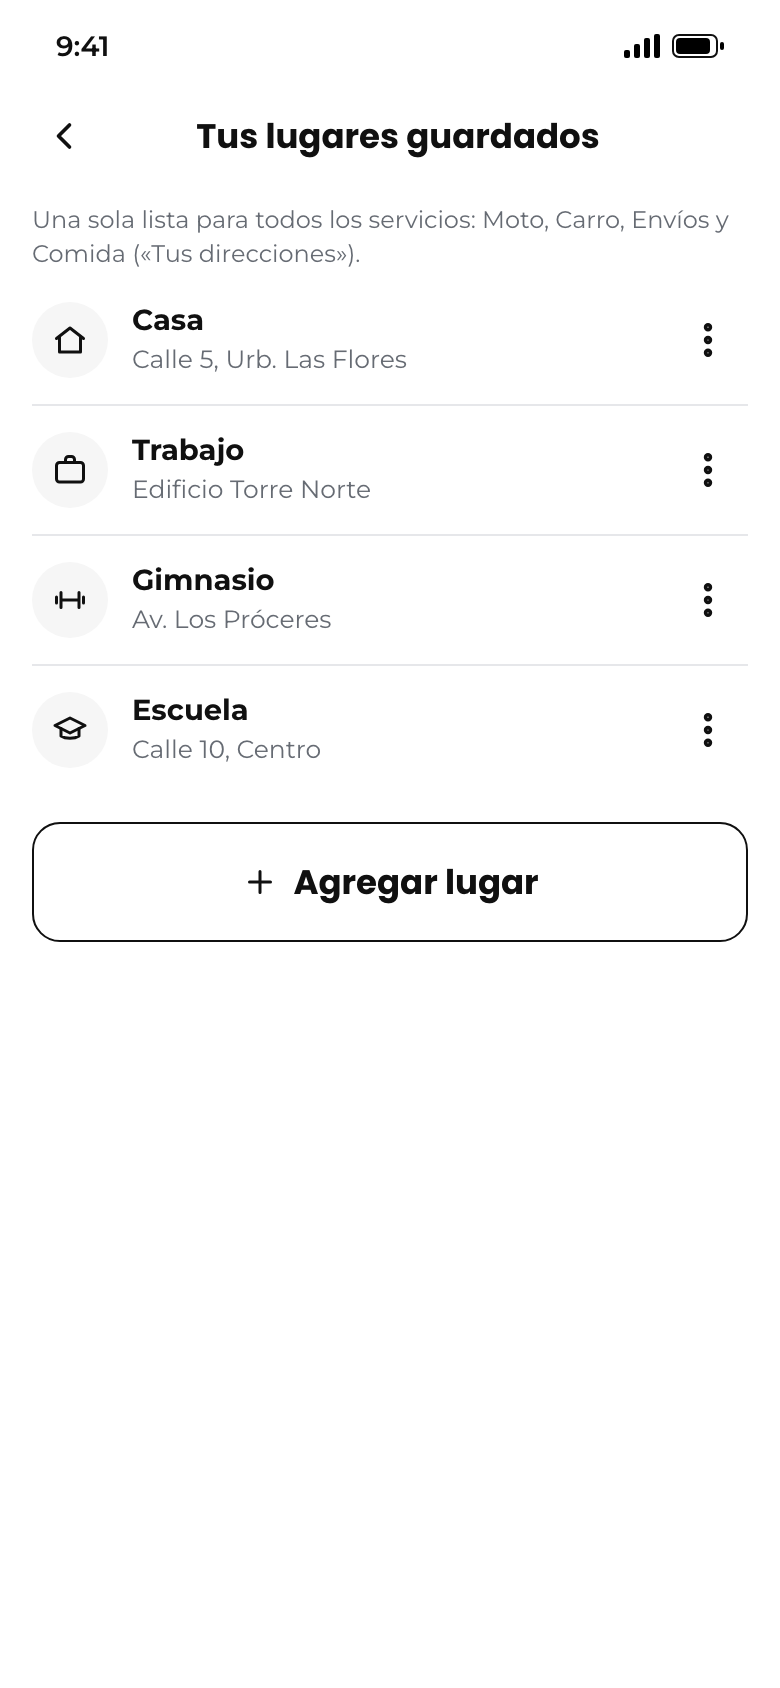 9:41
Tus lugares guardados
Una sola lista para todos los servicios: Moto, Carro, Envíos y
Comida («Tus direcciones»).
Casa
Calle 5, Urb. Las Flores
Trabajo
Edificio Torre Norte
Gimnasio
Av. Los Próceres
Escuela
Calle 10, Centro
+ Agregar lugar